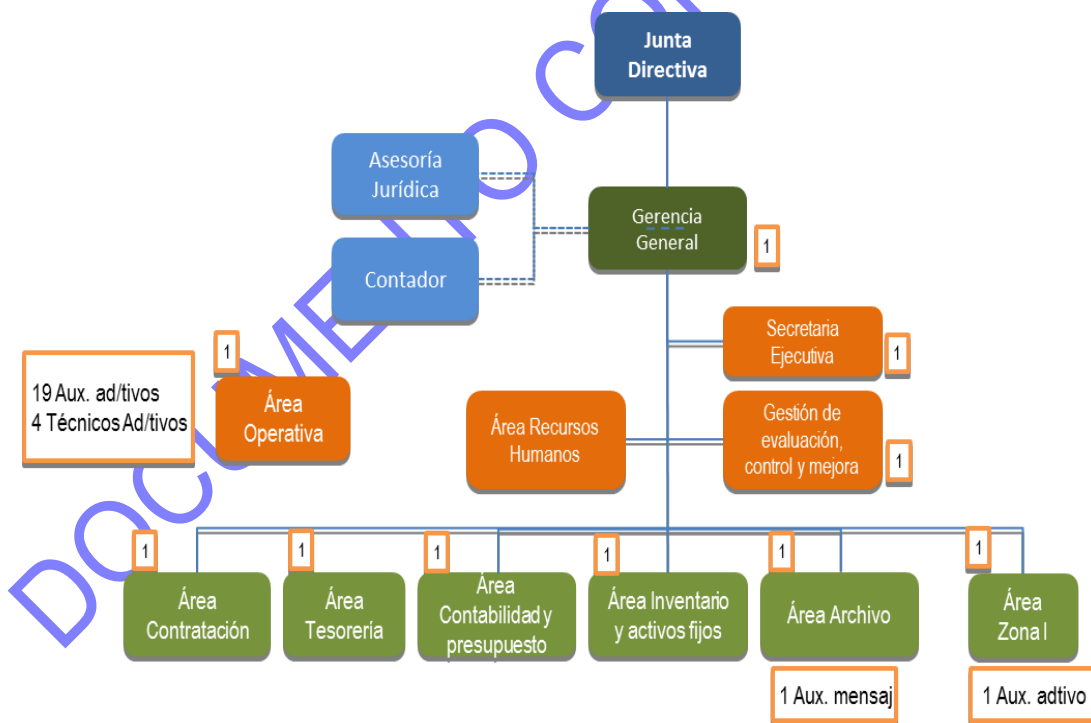 Junta
Directiva
Asesoría
Jurídica
Gerencia
General
1
Contador
Secretaria
Ejecutiva
1
1
19 Aux. ad/tivos
4 Técnicos Ad/tivos
Área
Operativa
Área Recursos
Humanos
Gestión de
evaluación,
control y mejora
1
1
1
1
1
1
1
Área
Contratación
Área
Tesorería
Área
Contabilidad y
presupuesto
Área Inventario
y activos fijos
Área Archivo
Área
Zona I
1 Aux. mensaj
1 Aux. adtivo